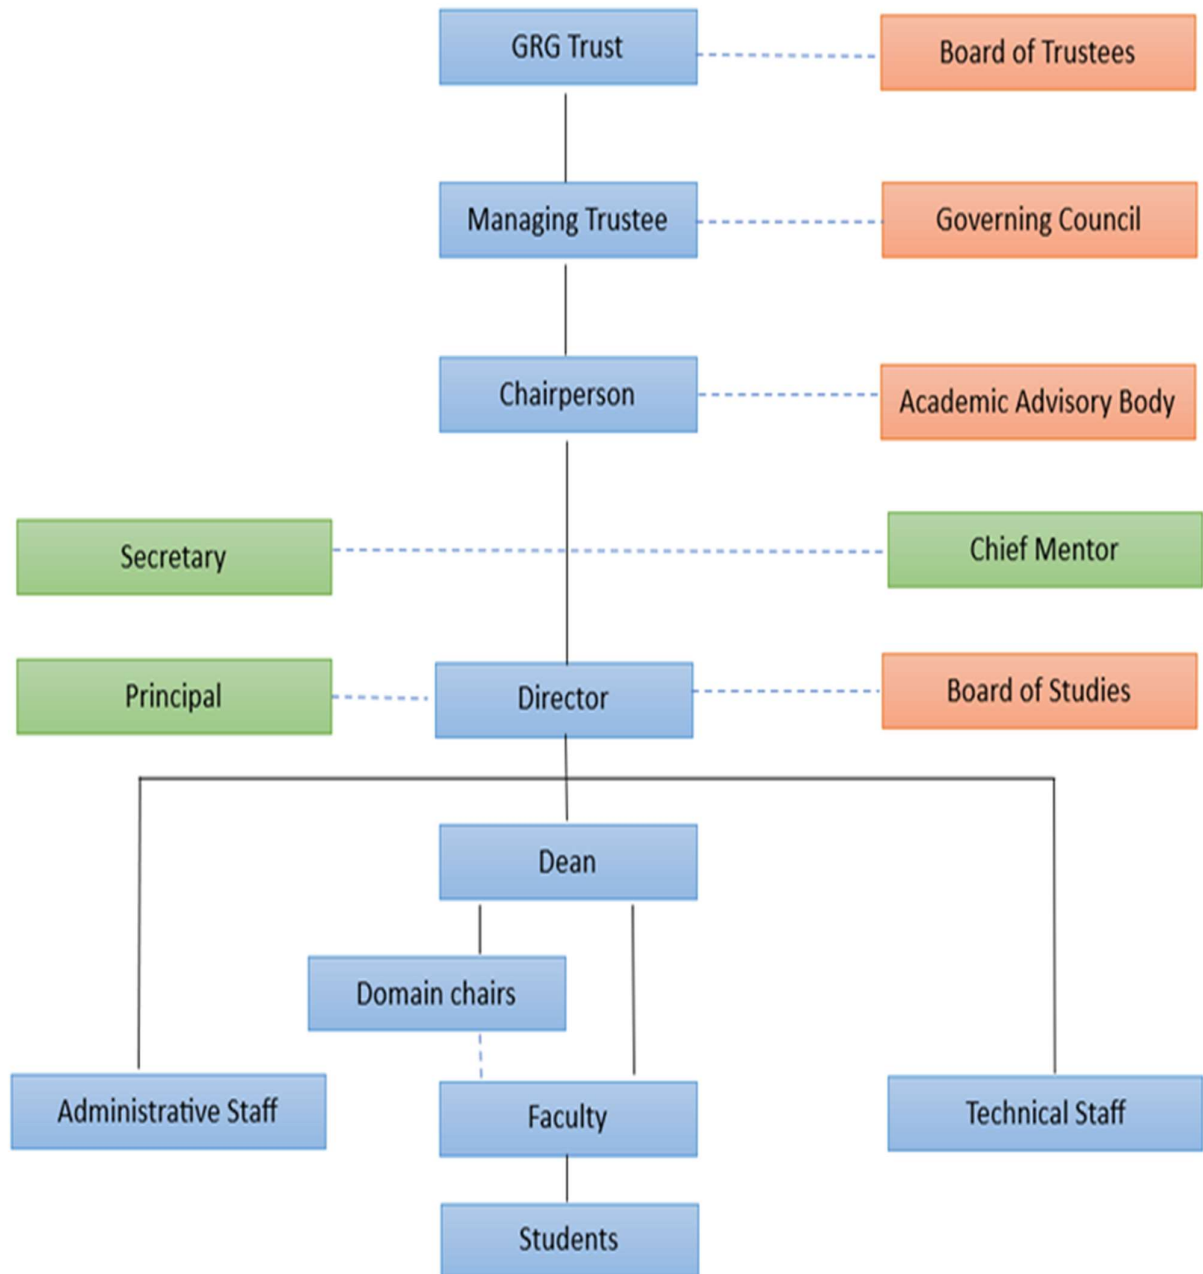 GRG Trust
Board of Trustees
Managing Trustee
Governing Council
Chairperson
Academic Advisory Body
Secretary
Chief Mentor
Principal
Director
Board of Studies
Dean
Domain chairs
Administrative Staff
Faculty
Technical Staff
Students